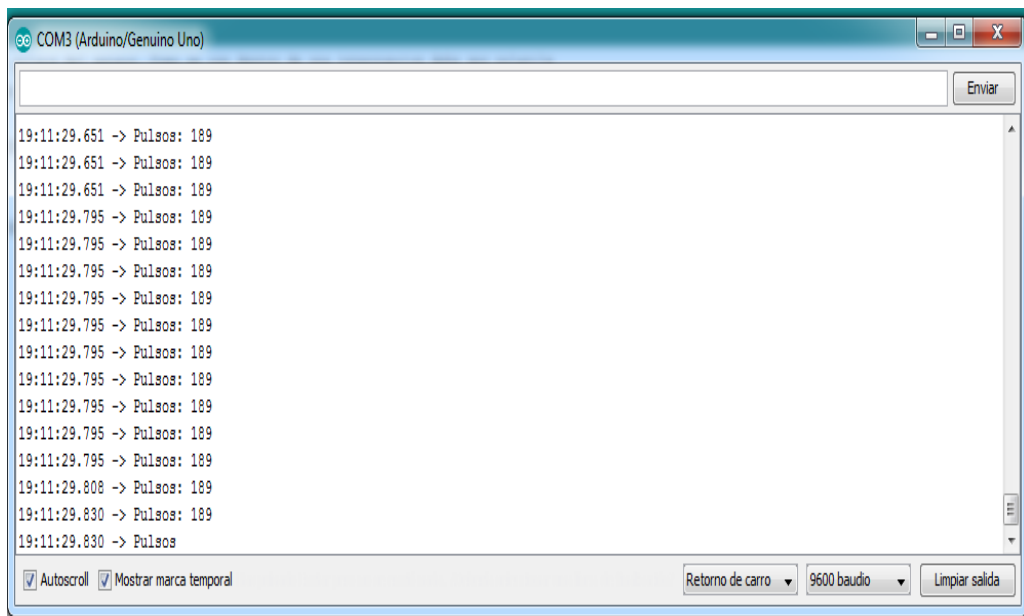 COM3 (Arduino/Genuino Uno)
Enviar
19:11:29.651 -> Pulsos: 189
19:11:29.651 -> Pulsos: 189
19:11:29.651 -> Pulsos: 189
19:11:29.795 -> Pulsos: 189
19:11:29.795 -> Pulsos: 189
19:11:29.795 -> Pulsos: 189
19:11:29.795 -> Pulsos: 189
19:11:29.795 -> Pulsos: 189
19:11:29.795 -> Pulsos: 189
19:11:29.795 -> Pulsos: 189
19:11:29.795 -> Pulsos: 189
19:11:29.795 -> Pulsos: 189
19:11:29.795 -> Pulsos: 189
19:11:29.808 -> Pulsos: 189
19:11:29.830 -> Pulsos: 189
19:11:29.830 -> Pulsos
Autoscroll Mostrar marca temporal Retorno de carro 9600 baudio Limpiar salida